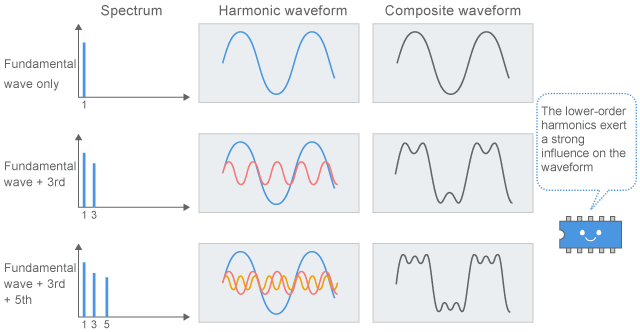 Spectrum
Harmonic waveform
Composite waveform
Fundamental
wave only
1
Fundamental
wave + 3rd
1 3
Fundamental
wave + 3rd
+ 5th
1 3 5
The lower-order
harmonics exert
a strong
influence on the
waveform